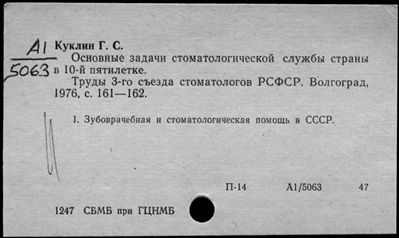 А1
5063
Куклин Г. С.
Основные задачи стоматологической службы страны
в 10-й пятилетке.
Труды 3-го съезда стоматологов РСФСР. Волгоград,
1976, с. 161—162.
1. Зубоврачебная и стоматологическая помощь в СССР.
П-14 А1/5063 47
1247 СБМБ при ГЦНМБ